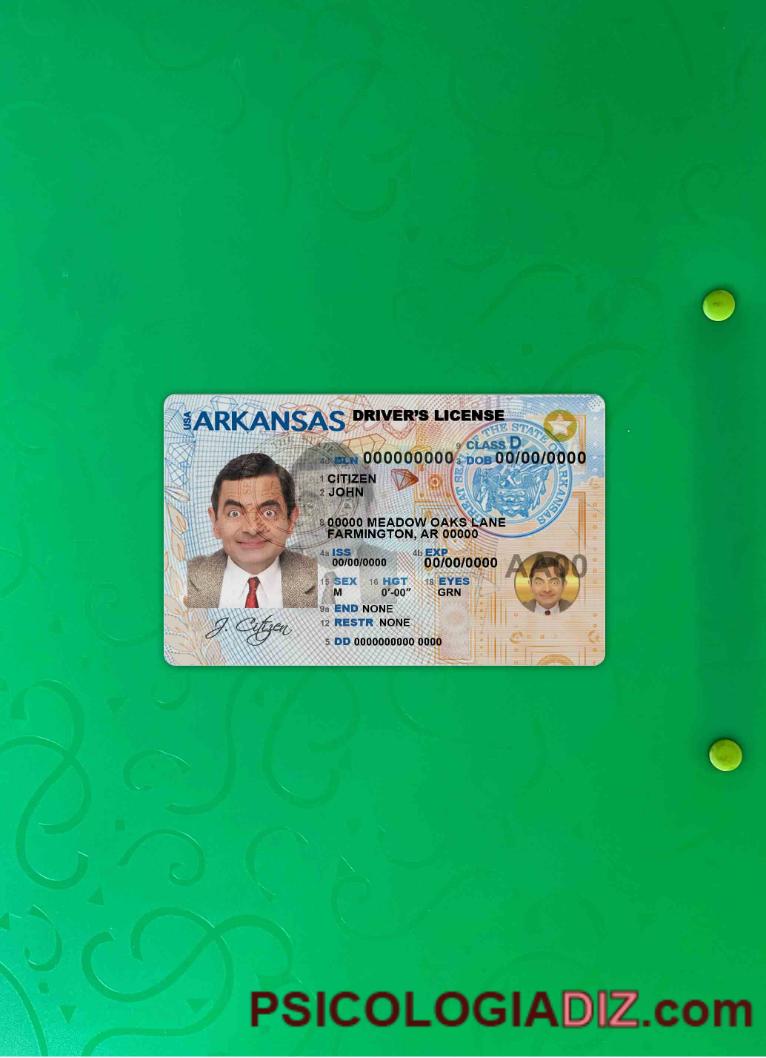 USA ARKANSAS DRIVER'S LICENSE
THE STATE OF ARKANSAS
GREAT SEAL
9 CLASS D
4d DLN 000000000 3 DOB 00/00/0000
1 CITIZEN
2 JOHN
8 00000 MEADOW OAKS LANE
FARMINGTON, AR 00000
4a ISS 4b EXP
00/00/0000 00/00/0000
15 SEX 16 HGT 18 EYES
M 0'-00" GRN
9a END NONE
12 RESTR NONE
J. Citizen
5 DD 0000000000 0000
PSICOLOGIADIZ.com